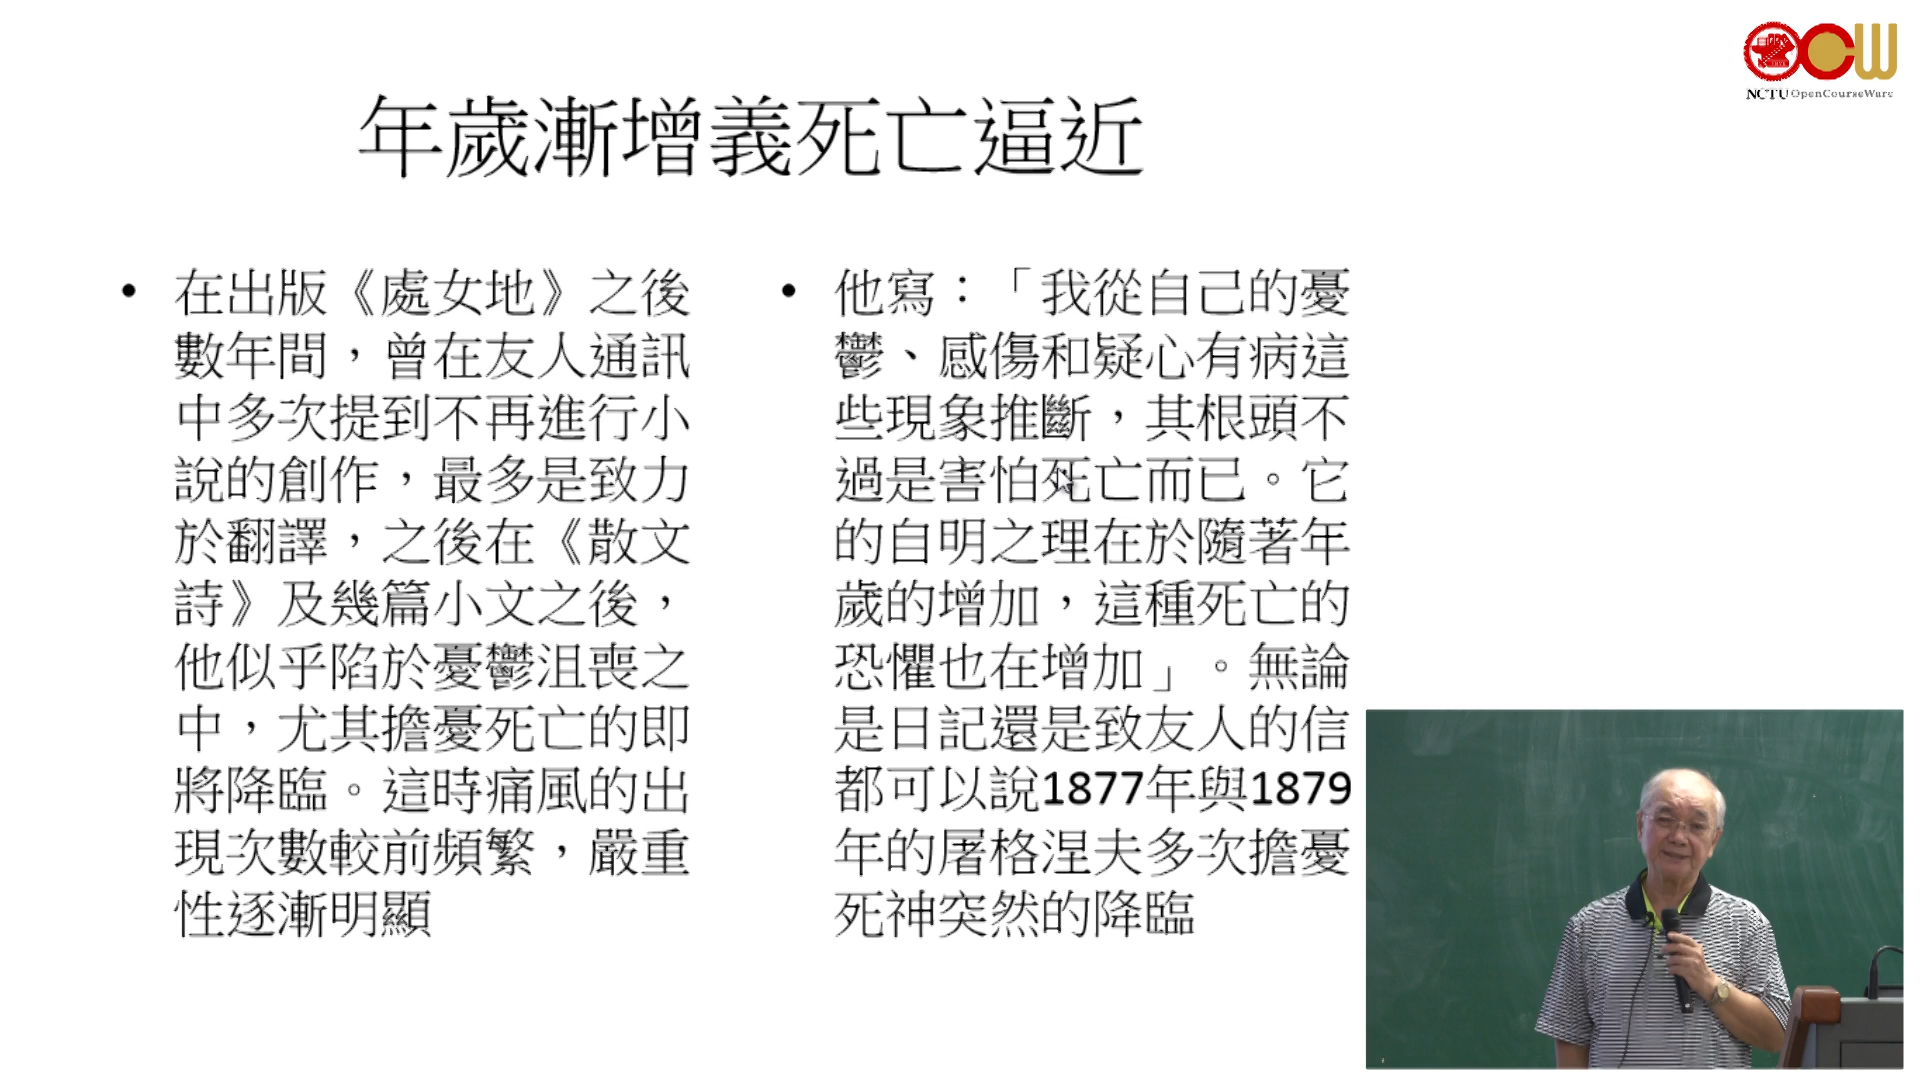 NCTU OpenCourseWare
年歲漸增義死亡逼近
• 在出版《處女地》之後
數年間，曾在友人通訊
中多次提到不再進行小
說的創作，最多是致力
於翻譯，之後在《散文
詩》及幾篇小文之後，
他似乎陷於憂鬱沮喪之
中，尤其擔憂死亡的即
將降臨。這時痛風的出
現次數較前頻繁，嚴重
性逐漸明顯
• 他寫：「我從自己的憂
鬱、感傷和疑心有病這
些現象推斷，其根頭不
過是害怕死亡而已。它
的自明之理在於隨著年
歲的增加，這種死亡的
恐懼也在增加」。無論
是日記還是致友人的信
都可以說1877年與1879
年的屠格涅夫多次擔憂
死神突然的降臨